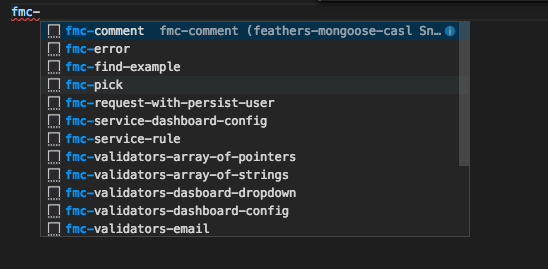 fmc-
fmc-comment fmc-comment (feathers-mongoose-casl Sn...
fmc-error
fmc-find-example
fmc-pick
fmc-request-with-persist-user
fmc-service-dashboard-config
fmc-service-rule
fmc-validators-array-of-pointers
fmc-validators-array-of-strings
fmc-validators-dasboard-dropdown
fmc-validators-dashboard-config
fmc-validators-email